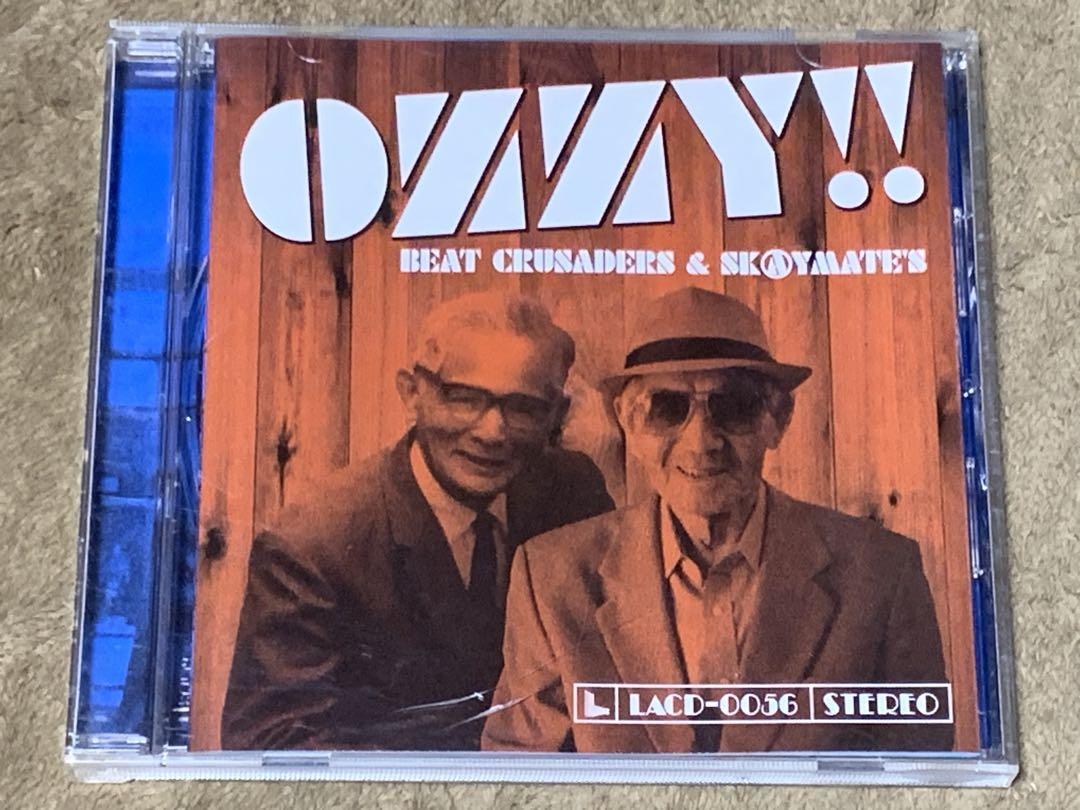 OZZY!!
BEAT CRUSADERS & SKAYMATE'S
L LACD-0056 STEREO